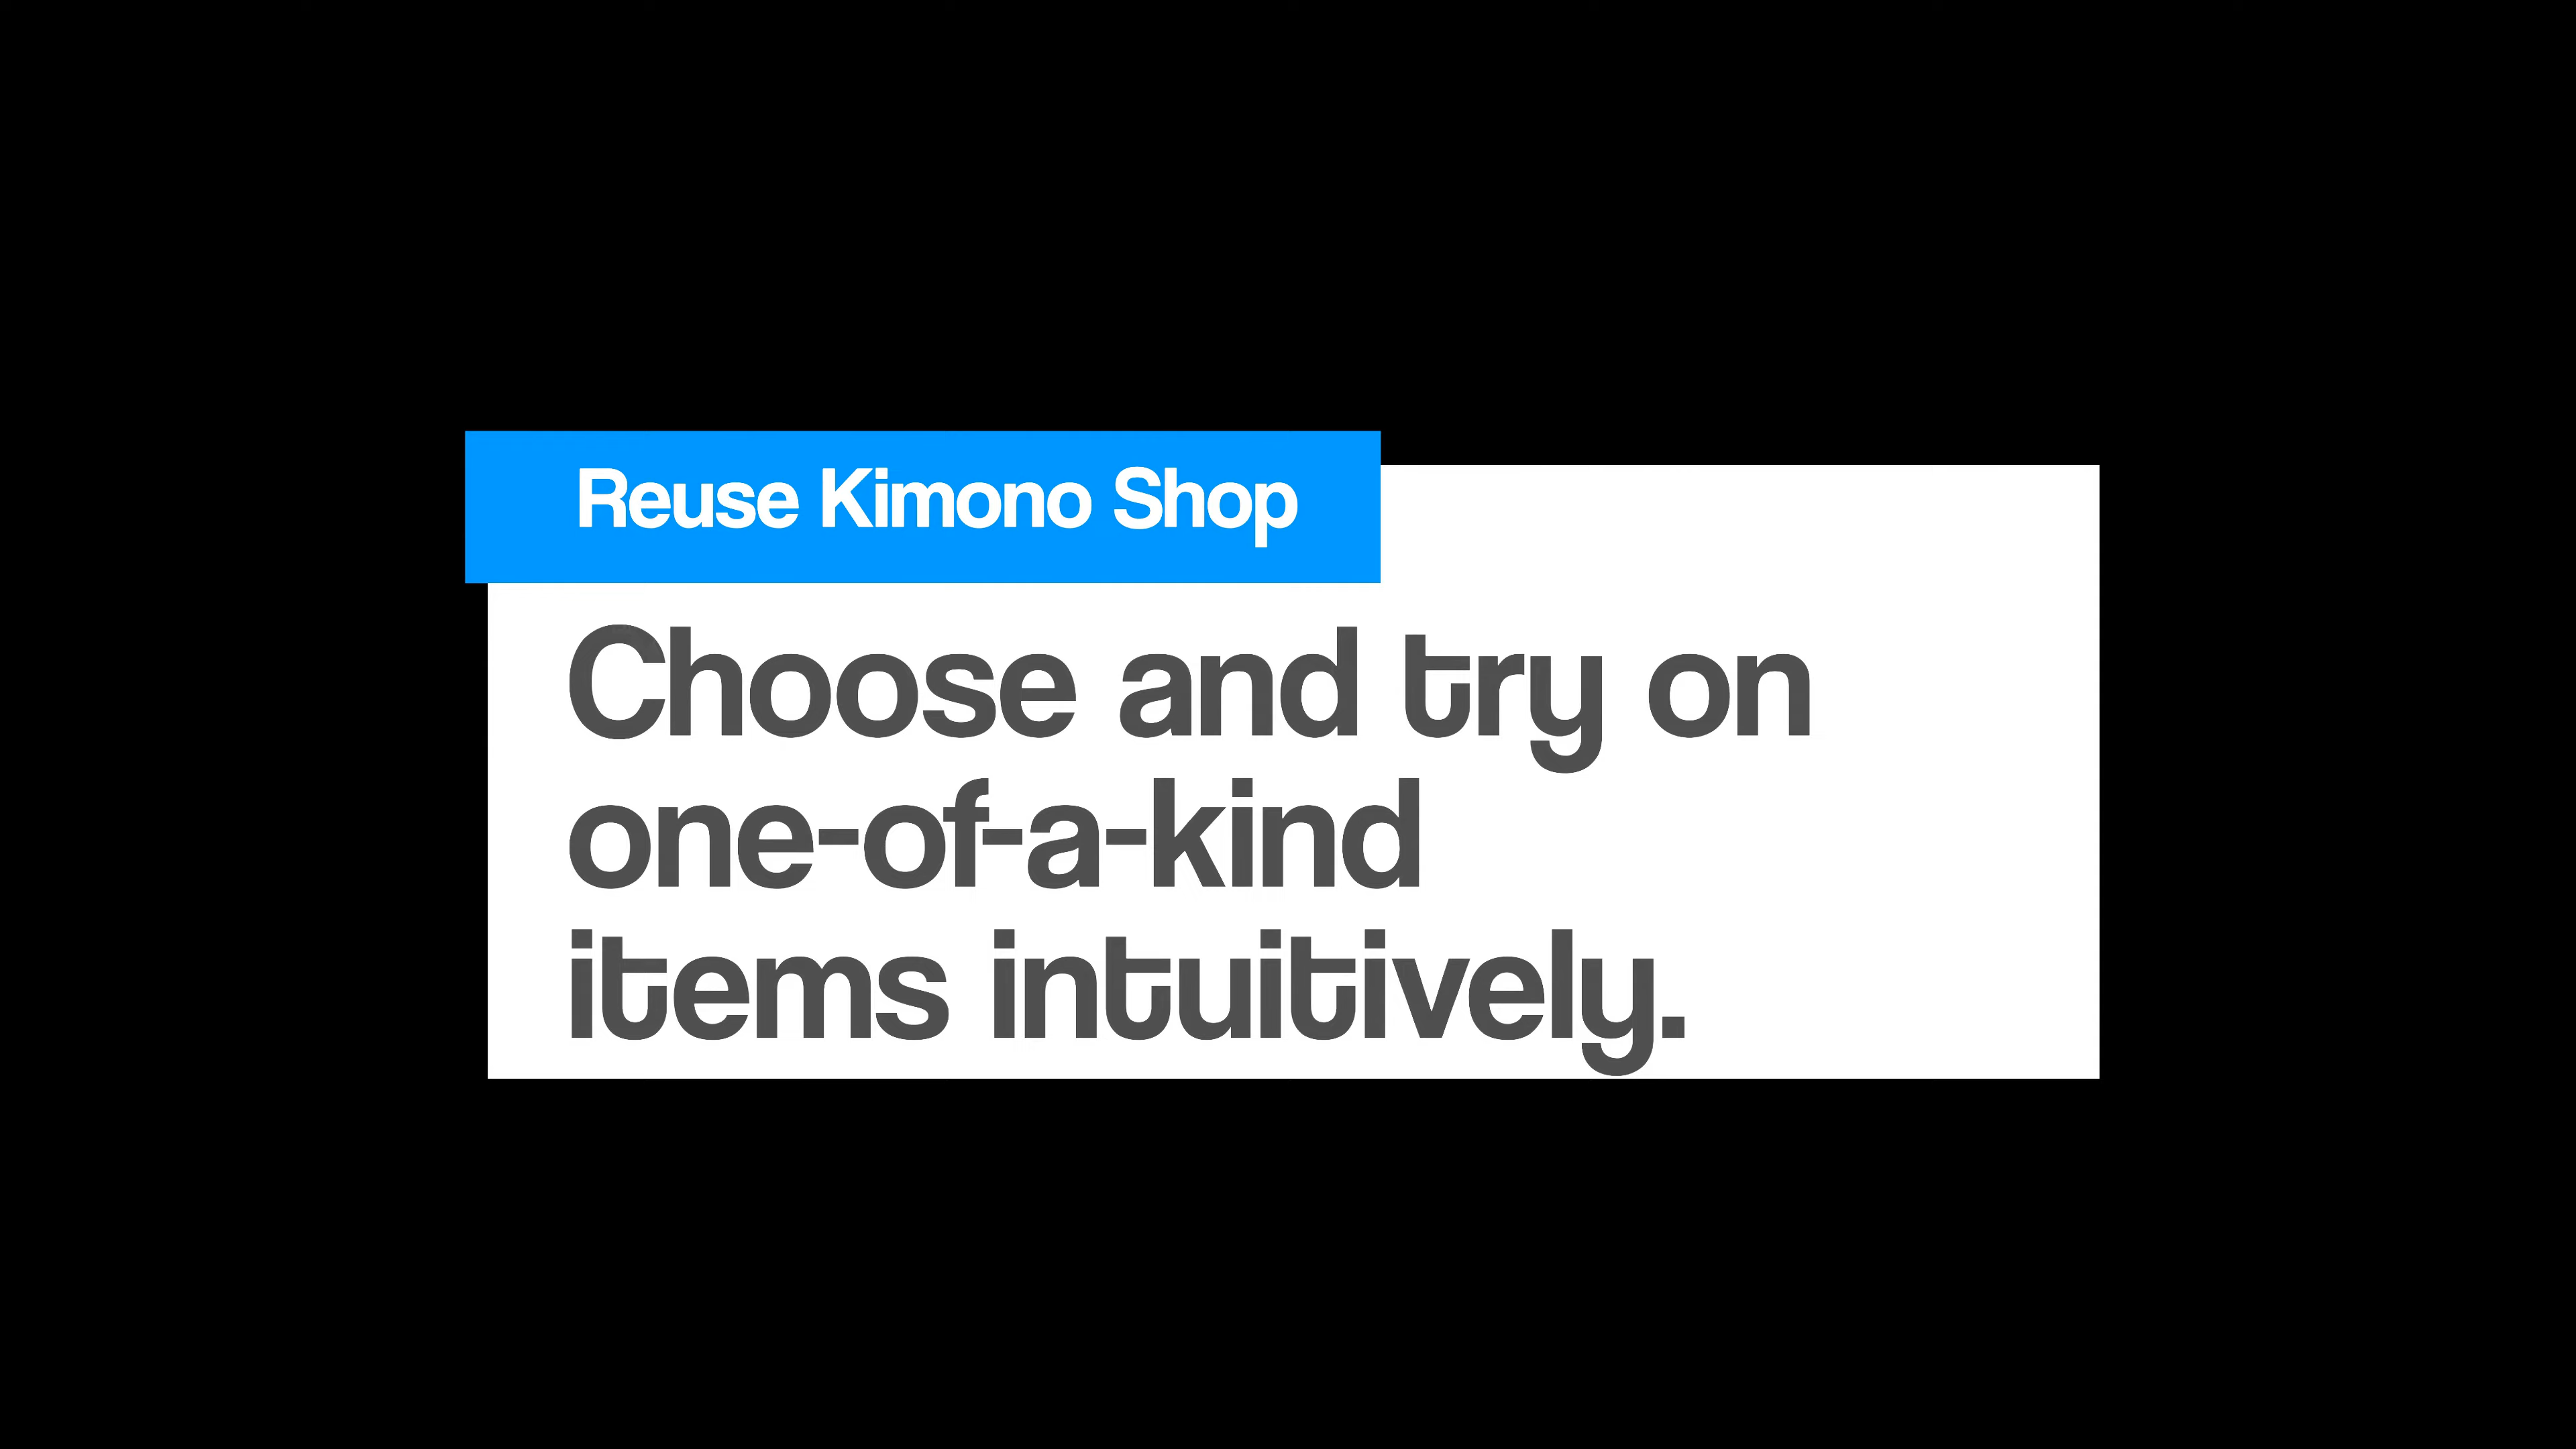 Reuse Kimono Shop
Choose and try on
one-of-a-kind
items intuitively.